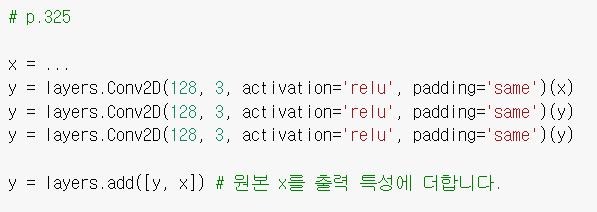 # p.325
x = ...
y = layers.Conv2D(128, 3, activation='relu', padding='same')(x)
y = layers.Conv2D(128, 3, activation='relu', padding='same')(y)
y = layers.Conv2D(128, 3, activation='relu', padding='same')(y)
y = layers.add([y, x]) # 원본 x를 출력 특성에 더합니다.